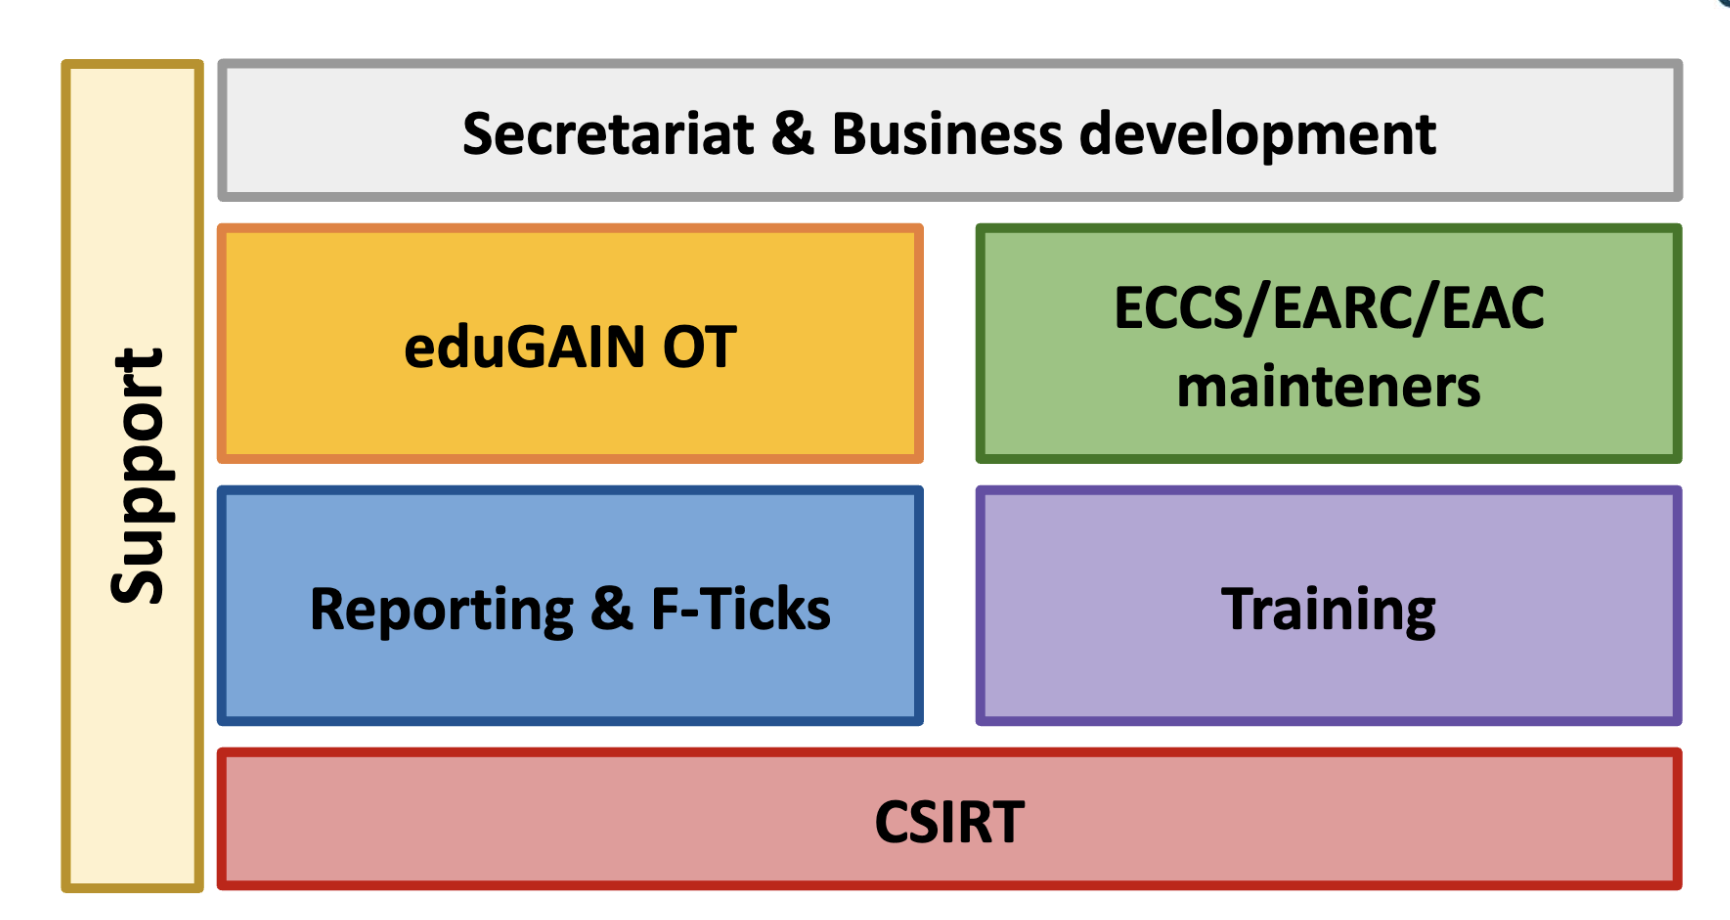 Support
Secretariat & Business development
eduGAIN OT
ECCS/EARC/EAC
mainteners
Reporting & F-Ticks
Training
CSIRT